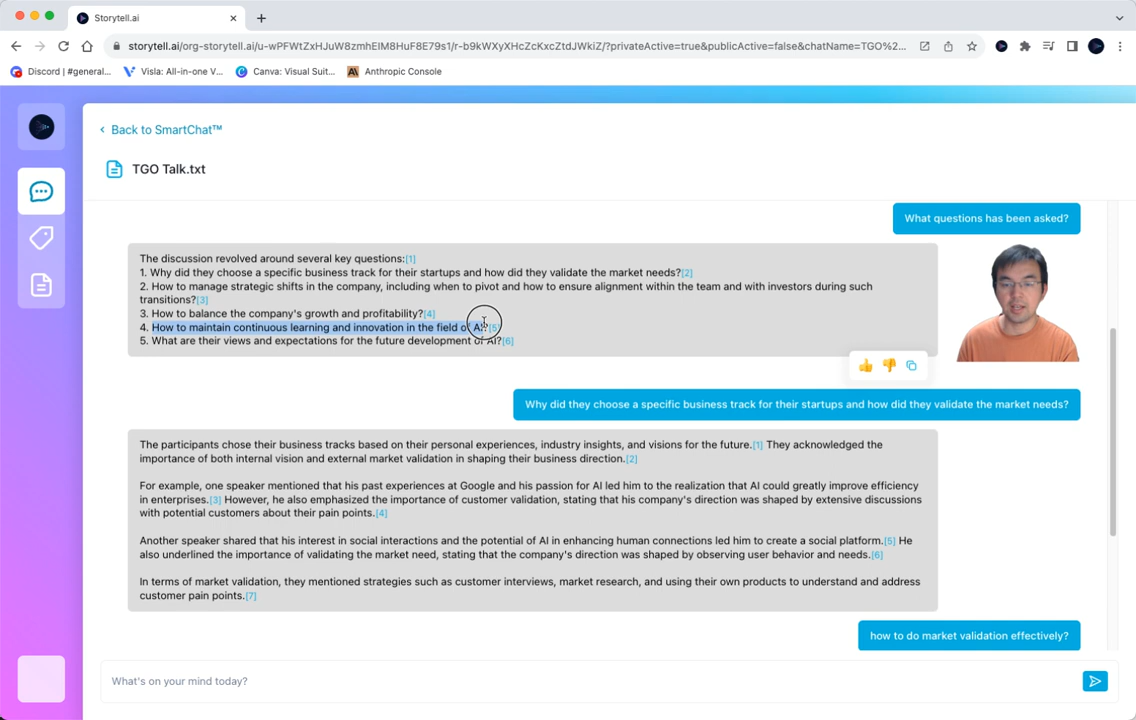 Storytell.ai
storytell.ai/org-storytell.ai/u-wPFWtZxHJuW8zmhElM8HuF8E79s1/r-b9kWXyXHcZcKxcZtdJWkiZ/?privateActive=true&publicActive=false&chatName=TGO%2...
Discord | #general...
Visla: All-in-one V...
Canva: Visual Suit...
Anthropic Console
Back to SmartChat™
TGO Talk.txt
What questions has been asked?
The discussion revolved around several key questions:[1]
1. Why did they choose a specific business track for their startups and how did they validate the market needs?[2]
2. How to manage strategic shifts in the company, including when to pivot and how to ensure alignment within the team and with investors during such
transitions?[3]
3. How to balance the company's growth and profitability?[4]
4. How to maintain continuous learning and innovation in the field of AI?[5]
5. What are their views and expectations for the future development of AI?[6]
Why did they choose a specific business track for their startups and how did they validate the market needs?
The participants chose their business tracks based on their personal experiences, industry insights, and visions for the future.[1] They acknowledged the
importance of both internal vision and external market validation in shaping their business direction.[2]
For example, one speaker mentioned that his past experiences at Google and his passion for AI led him to the realization that AI could greatly improve efficiency
in enterprises.[3] However, he also emphasized the importance of customer validation, stating that his company's direction was shaped by extensive discussions
with potential customers about their pain points.[4]
Another speaker shared that his interest in social interactions and the potential of AI in enhancing human connections led him to create a social platform.[5] He
also underlined the importance of validating the market need, stating that the company's direction was shaped by observing user behavior and needs.[6]
In terms of market validation, they mentioned strategies such as customer interviews, market research, and using their own products to understand and address
customer pain points.[7]
how to do market validation effectively?
What's on your mind today?